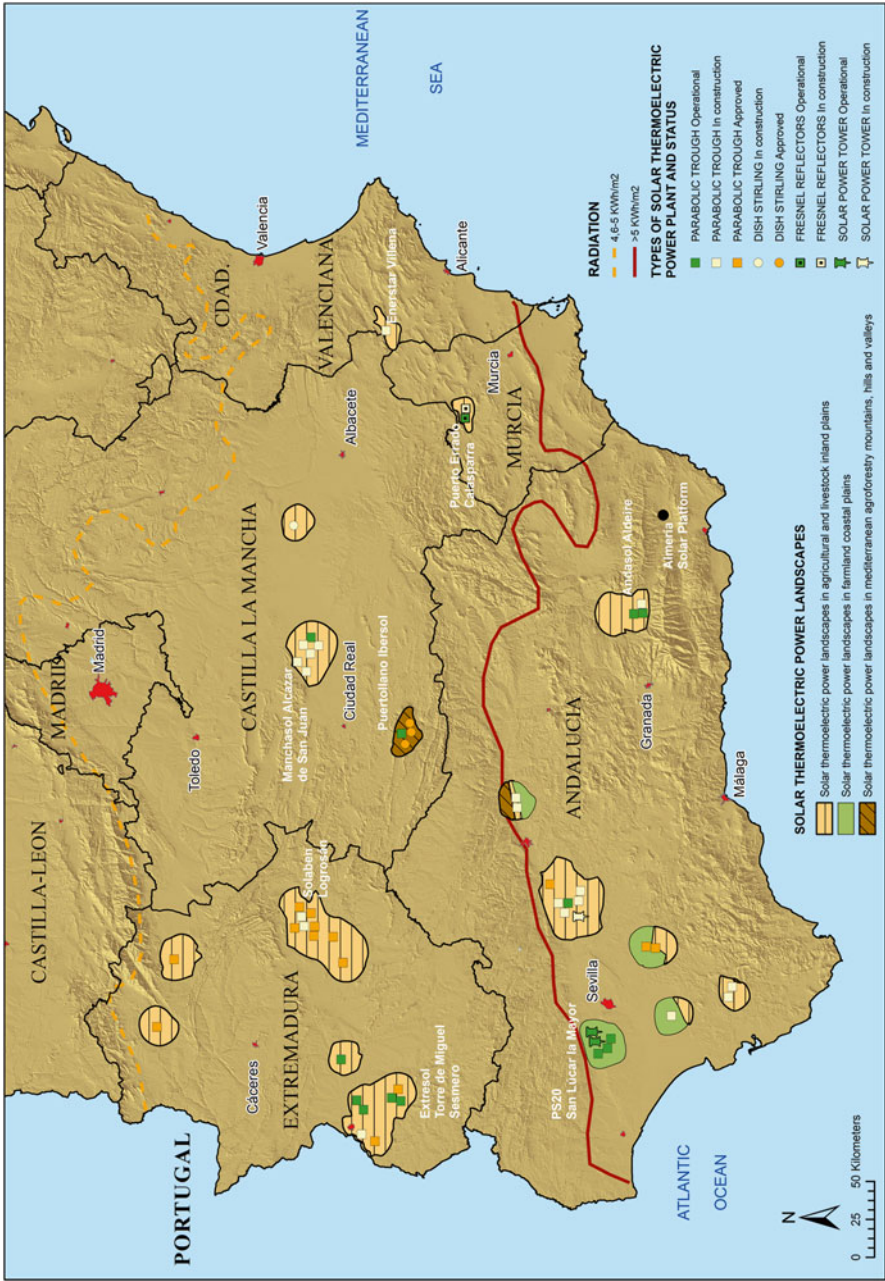 PORTUGAL
CASTILLA-LEON
MADRID
Madrid
CDAD.
VALENCIANA
Valencia
MEDITERRANEAN
SEA
Toledo
CASTILLA LA MANCHA
Cáceres
EXTREMADURA
Solaben
Logrosán
Manchasol Alcazar
de San Juan
Ciudad Real
Albacete
Enerstar Villena
Alicante
Extresol
Torre de Miguel
Sesmero
Puertollano Ibersol
Puerto Errado
Calasparra
Murcia
MURCIA
PS20
San Lucar la Mayor
Sevilla
ANDALUCIA
Andasol Aldeire
Almeria
Solar Platform
Granada
Málaga
ATLANTIC
OCEAN
N
0 25 50 Kilometers
SOLAR THERMOELECTRIC POWER LANDSCAPES
Solar thermoelectric power landscapes in agricultural and livestock inland plains
Solar thermoelectric power landscapes in farmland coastal plains
Solar thermoelectric power landscapes in mediterranean agroforestry mountains, hills and valleys
RADIATION
4,6-5 KWh/m2
>5 KWh/m2
TYPES OF SOLAR THERMOELECTRIC
POWER PLANT AND STATUS
PARABOLIC TROUGH Operational
PARABOLIC TROUGH In construction
PARABOLIC TROUGH Approved
DISH STIRLING In construction
DISH STIRLING Approved
FRESNEL REFLECTORS Operational
FRESNEL REFLECTORS In construction
SOLAR POWER TOWER Operational
SOLAR POWER TOWER In construction